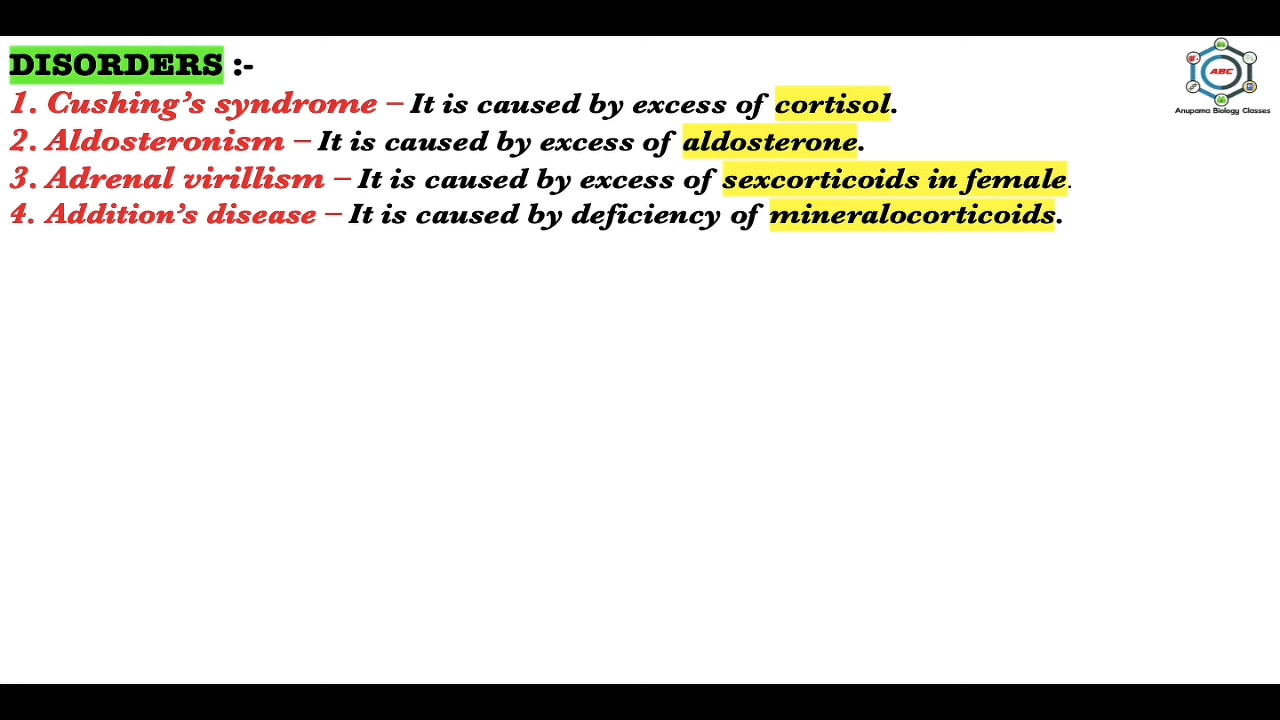 DISORDERS :-
1. Cushing’s syndrome – It is caused by excess of cortisol.
2. Aldosteronism – It is caused by excess of aldosterone.
3. Adrenal virillism – It is caused by excess of sexcorticoids in female.
4. Addition’s disease – It is caused by deficiency of mineralocorticoids.
ABC
Anupama Biology Classes